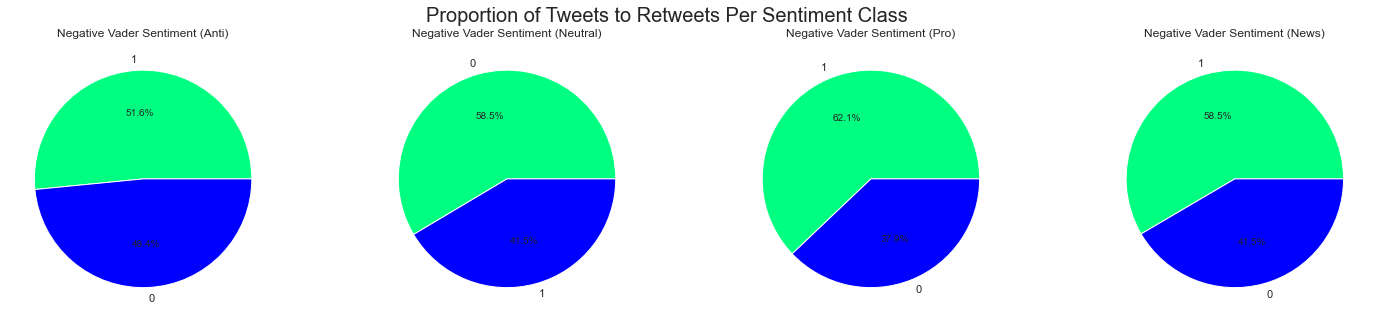 Proportion of Tweets to Retweets Per Sentiment Class
Negative Vader Sentiment (Anti)
Negative Vader Sentiment (Neutral)
Negative Vader Sentiment (Pro)
Negative Vader Sentiment (News)
1
51.6%
0
0
58.5%
1
1
62.1%
0
1
58.5%
0